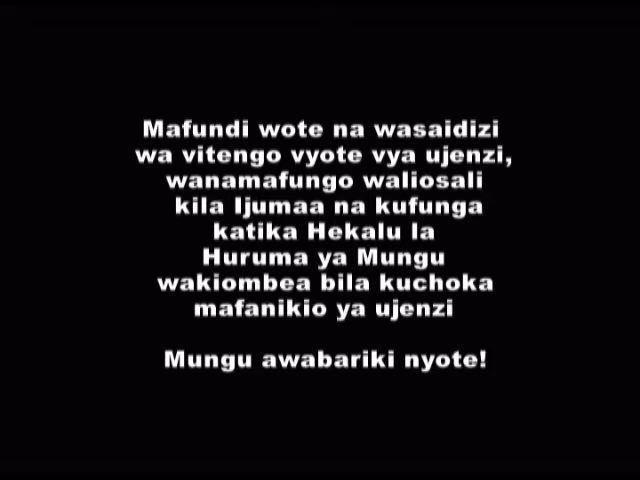 Mafundi wote na wasaidizi
wa vitengo vyote vya ujenzi,
wanamafungo waliosali
kila Ijumaa na kufunga
katika Hekalu la
Huruma ya Mungu
wakiombea bila kuchoka
mafanikio ya ujenzi
Mungu awabariki nyote!